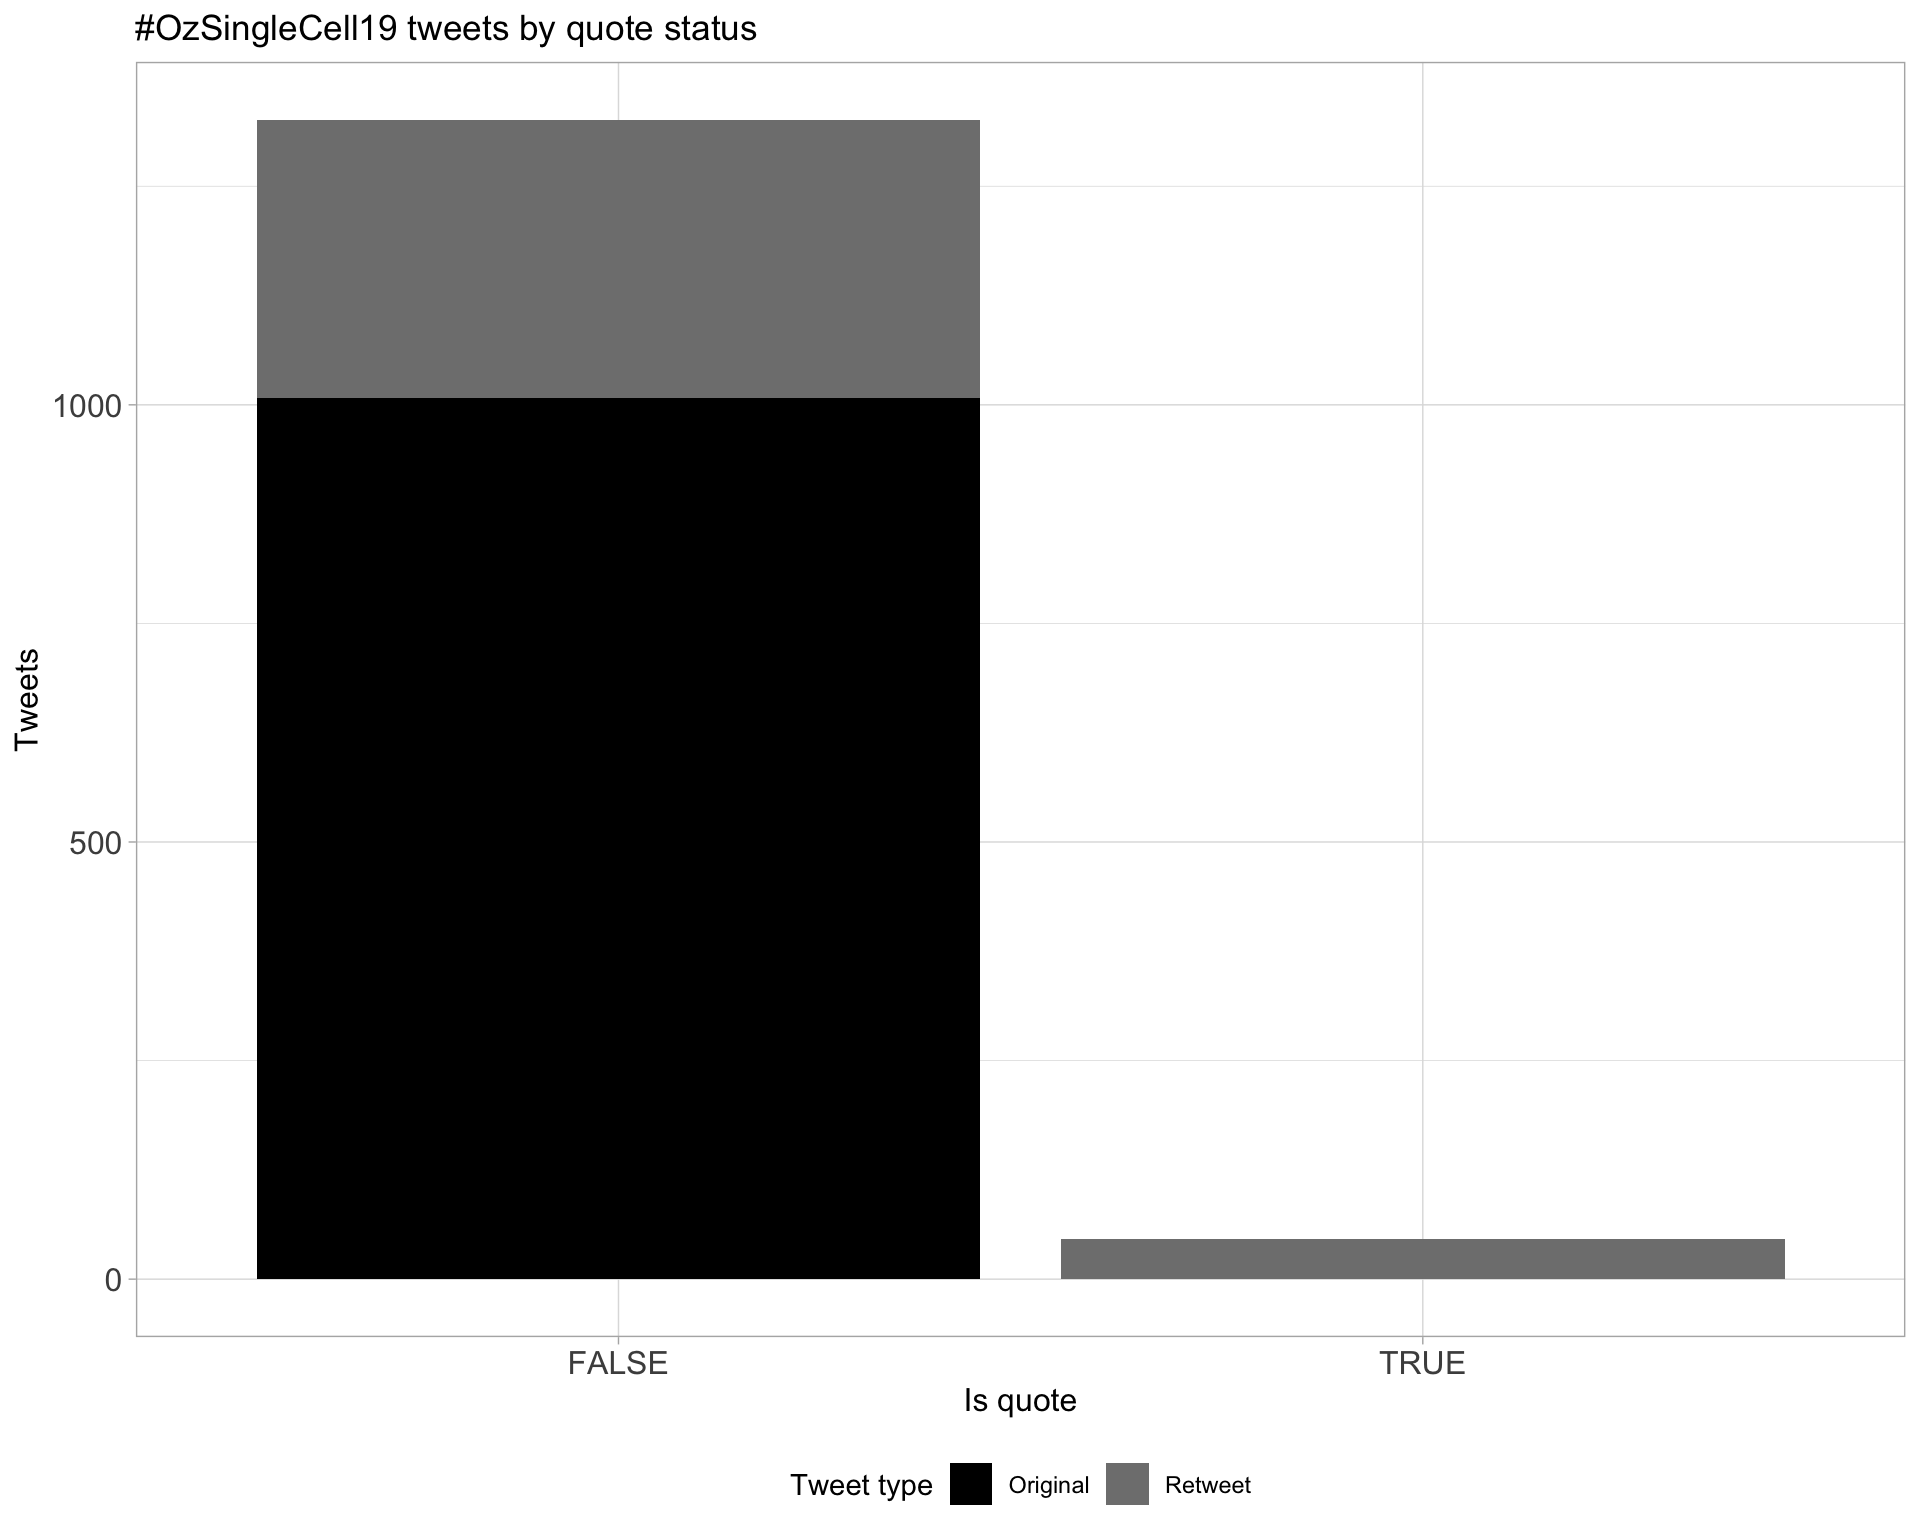 #OzSingleCell19 tweets by quote status
Tweets
1000
500
0
FALSE TRUE
Is quote
Tweet type Original Retweet